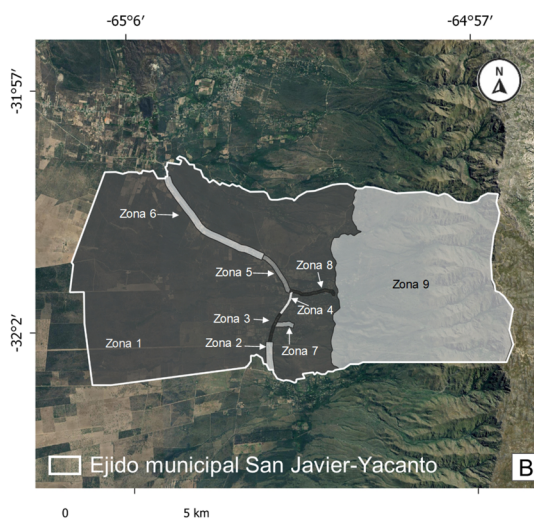 -65°6′ -64°57′
-31°57′
N
Zona 6
Zona 5 Zona 8
Zona 9
Zona 3 Zona 4
-32°2′
Zona 1 Zona 2
Zona 7
Ejido municipal San Javier-Yacanto B
0 5 km